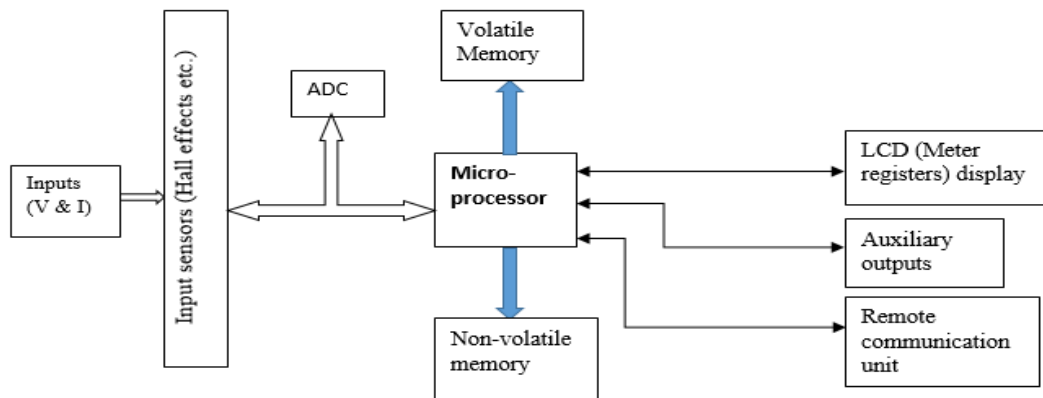 Volatile
Memory
ADC
Input sensors (Hall effects etc.)
Inputs
(V & I)
Micro-
processor
LCD (Meter
registers) display
Auxiliary
outputs
Non-volatile
memory
Remote
communication
unit